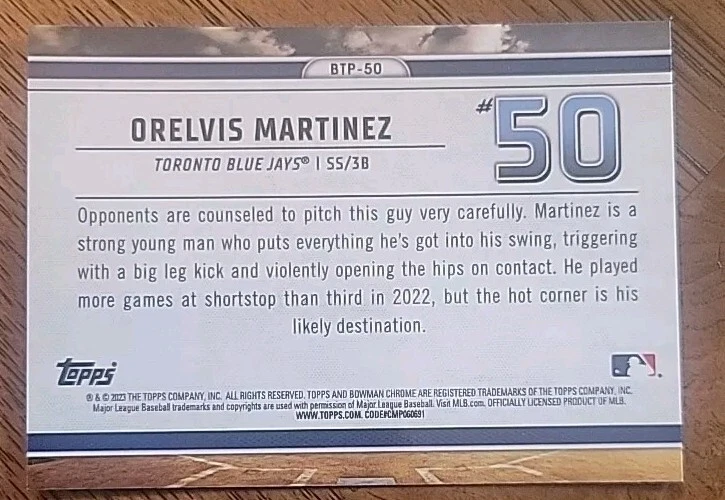 BTP-50
#50
ORELVIS MARTINEZ
TORONTO BLUE JAYS® | SS/3B
Opponents are counseled to pitch this guy very carefully. Martinez is a
strong young man who puts everything he's got into his swing, triggering
with a big leg kick and violently opening the hips on contact. He played
more games at shortstop than third in 2022, but the hot corner is his
likely destination.
Topps
® & © 2023 THE TOPPS COMPANY, INC. ALL RIGHTS RESERVED. TOPPS AND BOWMAN CHROME ARE REGISTERED TRADEMARKS OF THE TOPPS COMPANY, INC.
Major League Baseball trademarks and copyrights are used with permission of Major League Baseball. Visit MLB.com. OFFICIALLY LICENSED PRODUCT OF MLB.
WWW.TOPPS.COM. CODE#CMP060691